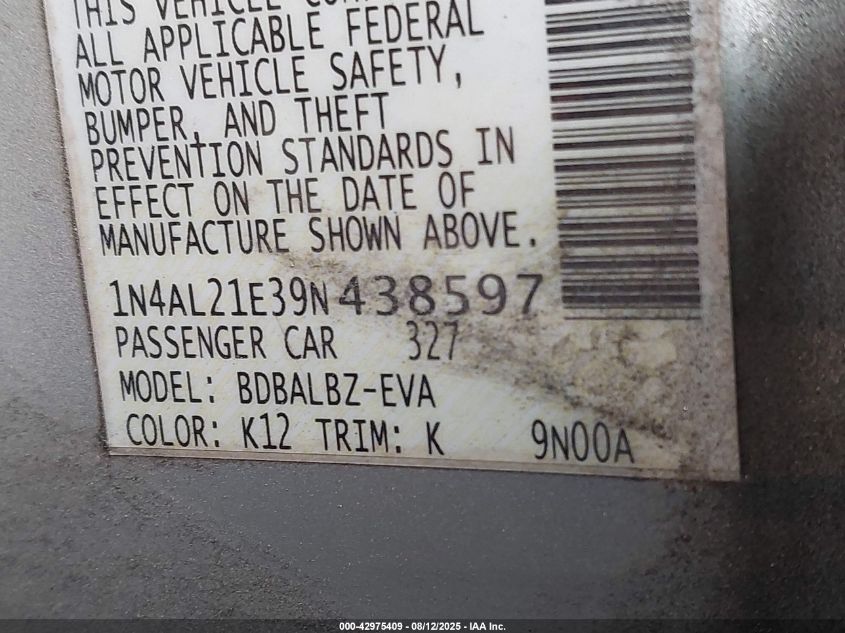 THIS VEHICLE
ALL APPLICABLE FEDERAL
MOTOR VEHICLE SAFETY,
BUMPER, AND THEFT
PREVENTION STANDARDS IN
EFFECT ON THE DATE OF
MANUFACTURE SHOWN ABOVE.
1N4AL21E39N438597
PASSENGER CAR 327
MODEL: BDBALBZ-EVA
COLOR: K12 TRIM: K 9N00A
000-42975409 - 08/12/2025 - IAA Inc.